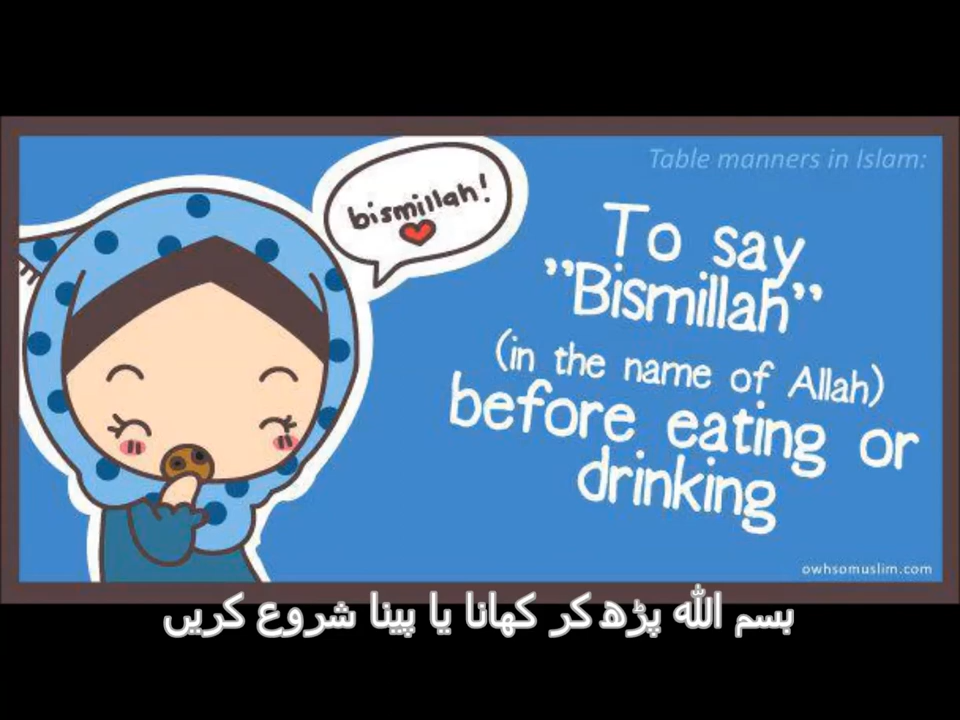 Table manners in Islam:
bismillah!
To say
"Bismillah"
(in the name of Allah)
before eating or
drinking
owhsomuslim.com
بسم اللہ پڑھ کر کھانا یا پینا شروع کریں